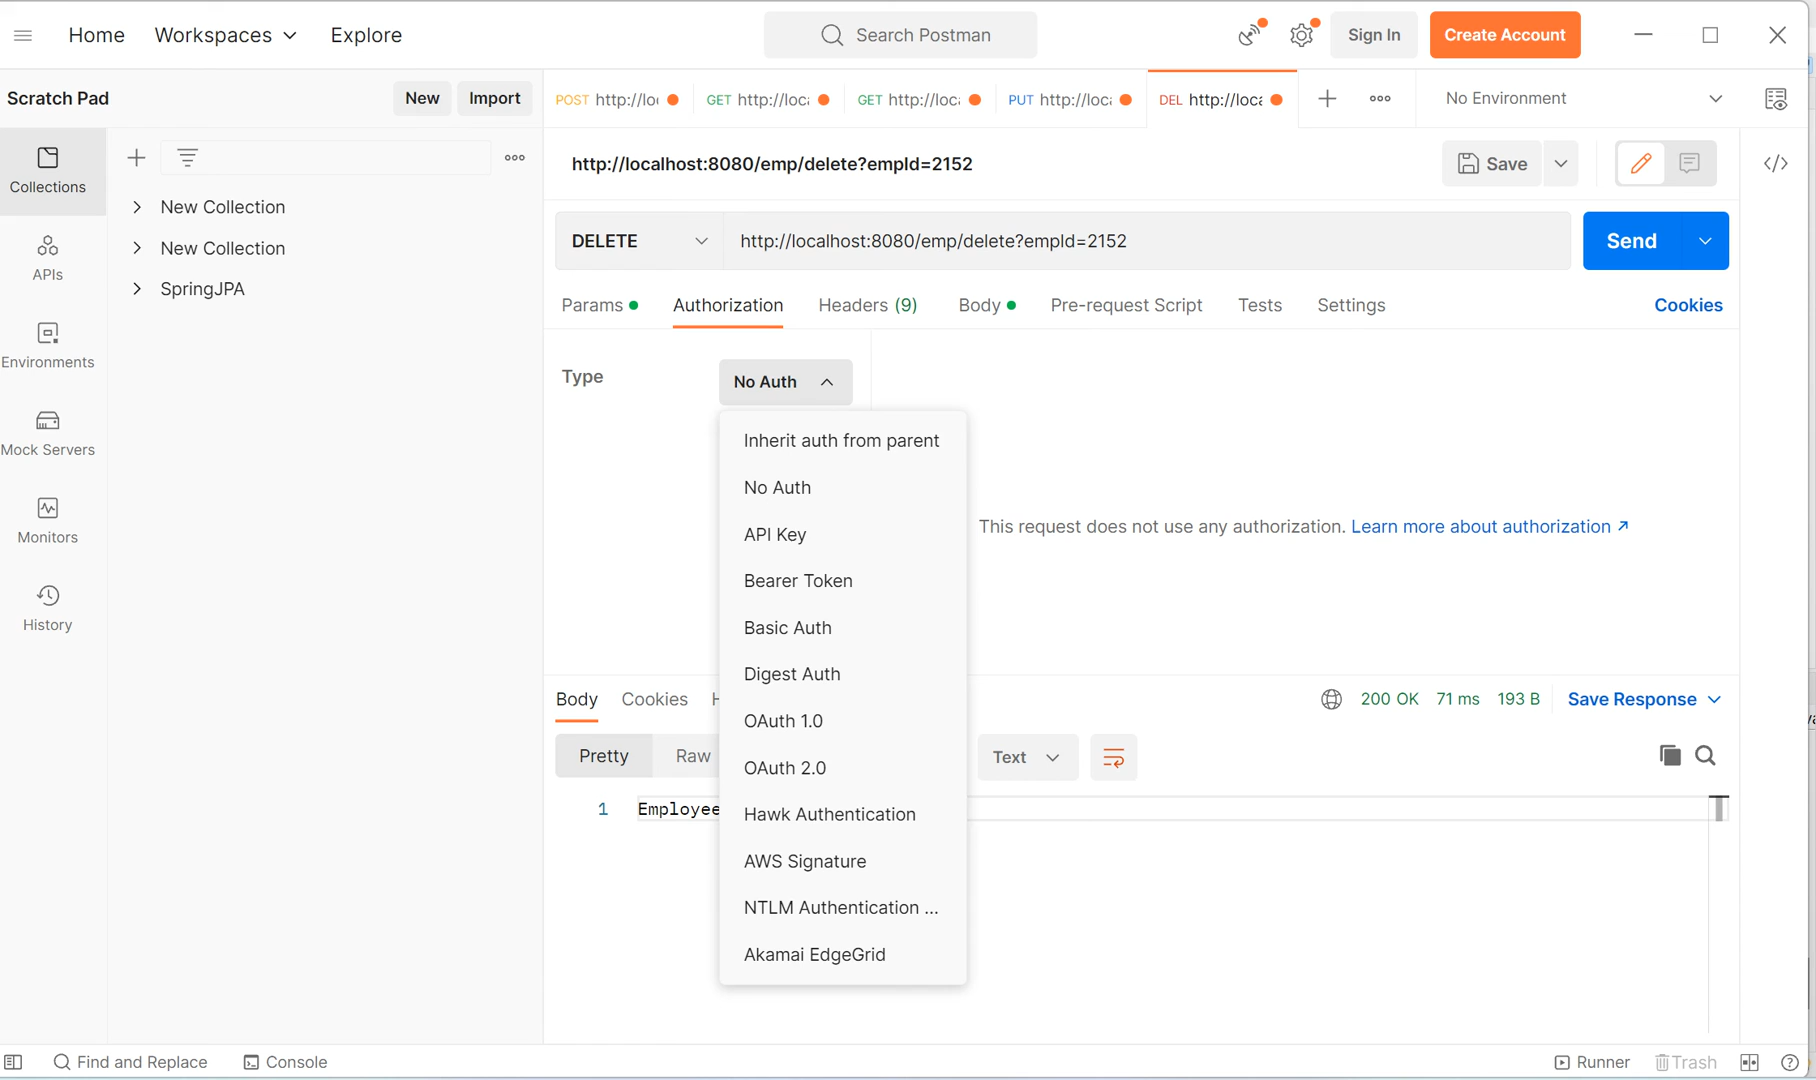 Home Workspaces Explore Search Postman Sign In Create Account
Scratch Pad New Import POST http://loc GET http://loc GET http://loc PUT http://loc DEL http://loca No Environment
Collections
APIs
Environments
Mock Servers
Monitors
History
New Collection
New Collection
SpringJPA
http://localhost:8080/emp/delete?empId=2152 Save
DELETE http://localhost:8080/emp/delete?empId=2152 Send
Params Authorization Headers (9) Body Pre-request Script Tests Settings Cookies
Type No Auth
Inherit auth from parent
No Auth
API Key
Bearer Token
Basic Auth
Digest Auth
OAuth 1.0
OAuth 2.0
Hawk Authentication
AWS Signature
NTLM Authentication ...
Akamai EdgeGrid
This request does not use any authorization. Learn more about authorization ↗
Body Cookies 200 OK 71 ms 193 B Save Response
Pretty Raw Text
1 Employee
Find and Replace Console Runner Trash